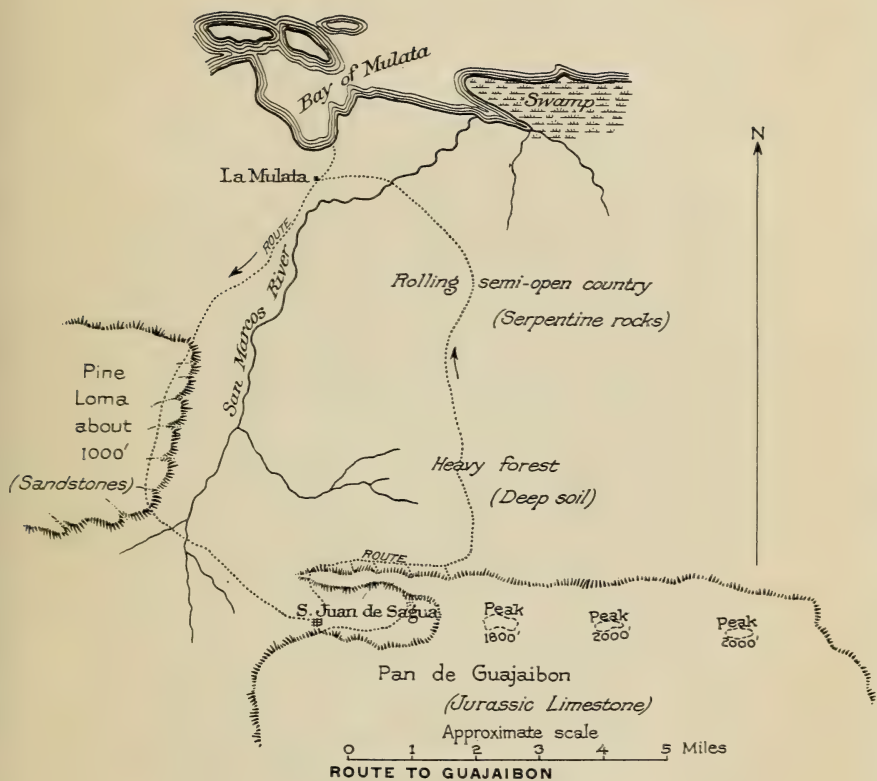 Bay of Mulata
Swamp
N
La Mulata
ROUTE
San Marcos River
Rolling semi-open country
(Serpentine rocks)
Pine
Loma
about
1000'
(Sandstones)
Heavy forest
(Deep soil)
ROUTE
S. Juan de Sagua
Peak
1800'
Peak
2600'
Peak
2000'
Pan de Guajaibon
(Jurassic Limestone)
Approximate scale
0 1 2 3 4 5 Miles
ROUTE TO GUAJAIBON